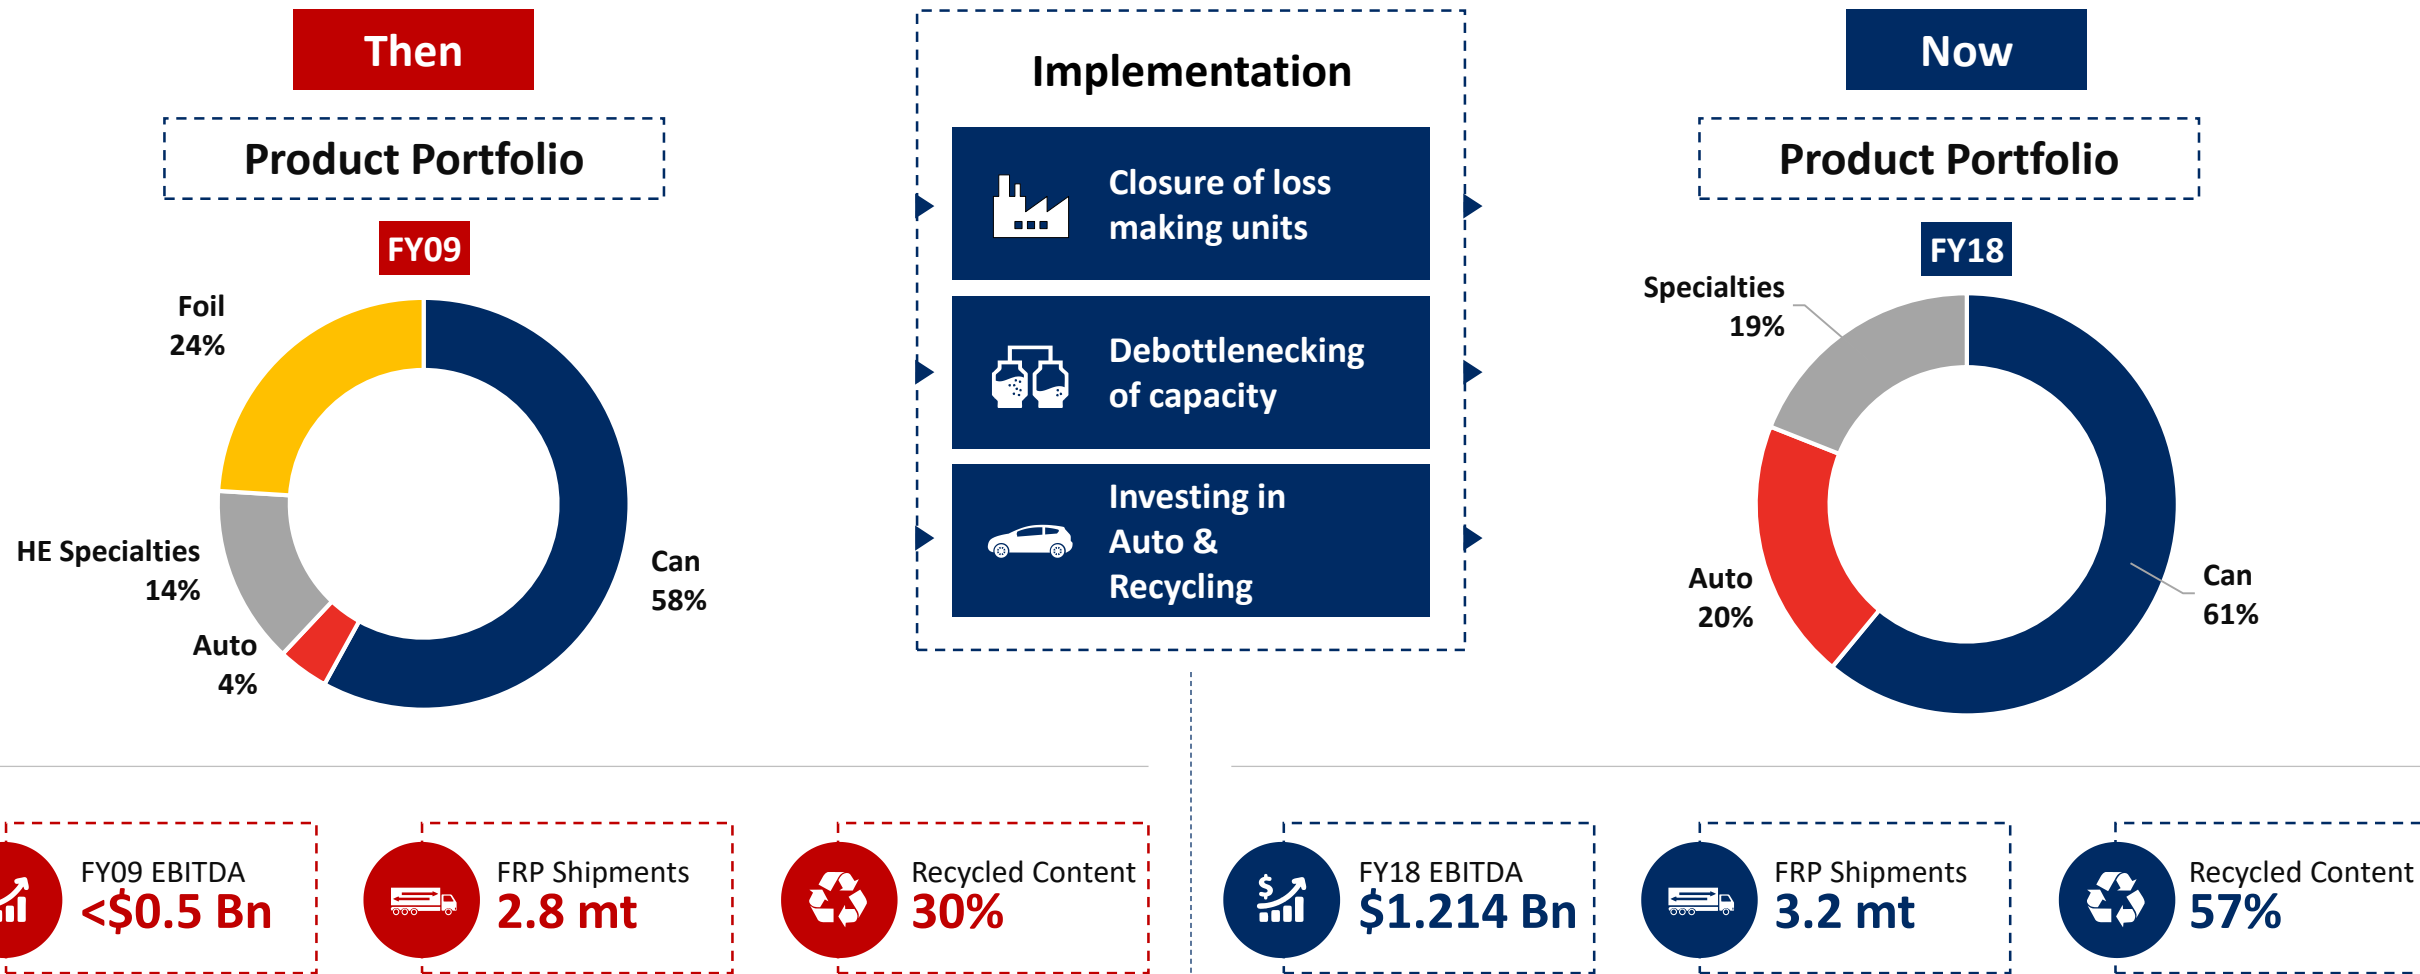 Then
Product Portfolio
FY09
Foil
24%
HE Specialties
14%
Auto
4%
Can
58%
Implementation
Closure of loss
making units
Debottlenecking
of capacity
Investing in
Auto &
Recycling
Now
Product Portfolio
FY18
Specialties
19%
Auto
20%
Can
61%
FY09 EBITDA
<$0.5 Bn
FRP Shipments
2.8 mt
Recycled Content
30%
$
FY18 EBITDA
$1.214 Bn
FRP Shipments
3.2 mt
Recycled Content
57%